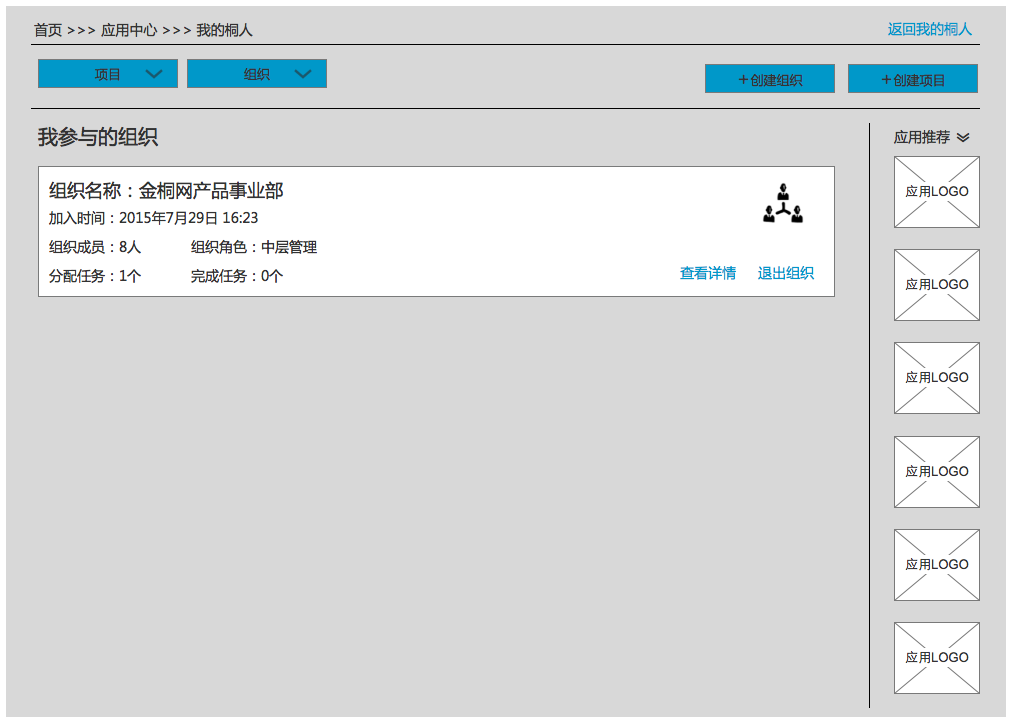 首页 >>> 应用中心 >>> 我的桐人
返回我的桐人
项目
组织
+创建组织
+创建项目
我参与的组织
应用推荐
组织名称：金桐网产品事业部
加入时间：2015年7月29日 16:23
组织成员：8人 组织角色：中层管理
分配任务：1个 完成任务：0个
查看详情 退出组织
应用LOGO
应用LOGO
应用LOGO
应用LOGO
应用LOGO
应用LOGO